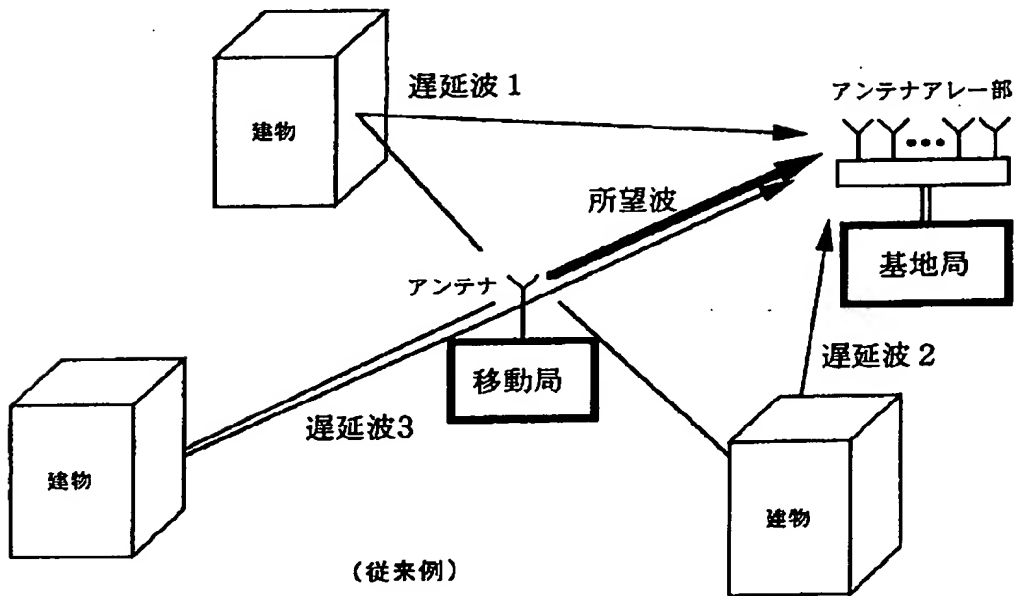 遅延波1
アンテナアレー部
建物
所望波
基地局
アンテナ
遅延波2
移動局
遅延波3
建物
建物
(従来例)